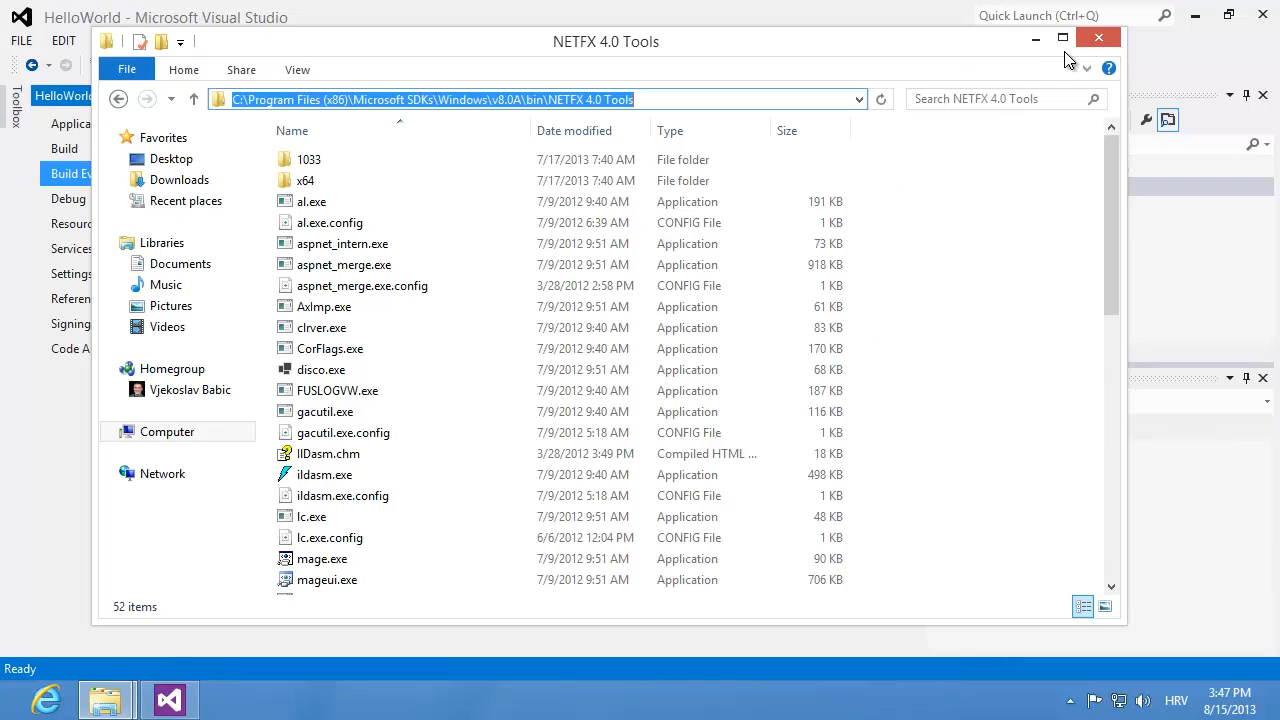 HelloWorld - Microsoft Visual Studio
Quick Launch (Ctrl+Q)
FILE EDIT
NETFX 4.0 Tools
File Home Share View
C:\Program Files (x86)\Microsoft SDKs\Windows\v8.0A\bin\NETFX 4.0 Tools
Search NETFX 4.0 Tools
Toolbox
HelloWorl
Applica
Build
Build Ev
Debug
Resourc
Services
Settings
Referen
Signing
Code A
Favorites
Desktop
Downloads
Recent places
Libraries
Documents
Music
Pictures
Videos
Homegroup
Vjekoslav Babic
Computer
Network
Name Date modified Type Size
1033 7/17/2013 7:40 AM File folder
x64 7/17/2013 7:40 AM File folder
al.exe 7/9/2012 9:40 AM Application 191 KB
al.exe.config 7/9/2012 6:39 AM CONFIG File 1 KB
aspnet_intern.exe 7/9/2012 9:51 AM Application 73 KB
aspnet_merge.exe 7/9/2012 9:51 AM Application 918 KB
aspnet_merge.exe.config 3/28/2012 2:58 PM CONFIG File 1 KB
AxImp.exe 7/9/2012 9:51 AM Application 61 KB
clrver.exe 7/9/2012 9:40 AM Application 83 KB
CorFlags.exe 7/9/2012 9:40 AM Application 170 KB
disco.exe 7/9/2012 9:51 AM Application 68 KB
FUSLOGVW.exe 7/9/2012 9:40 AM Application 187 KB
gacutil.exe 7/9/2012 9:40 AM Application 116 KB
gacutil.exe.config 7/9/2012 5:18 AM CONFIG File 1 KB
IlDasm.chm 3/28/2012 3:49 PM Compiled HTML ... 18 KB
ildasm.exe 7/9/2012 9:40 AM Application 498 KB
ildasm.exe.config 7/9/2012 5:18 AM CONFIG File 1 KB
lc.exe 7/9/2012 9:51 AM Application 48 KB
lc.exe.config 6/6/2012 12:04 PM CONFIG File 1 KB
mage.exe 7/9/2012 9:51 AM Application 90 KB
mageui.exe 7/9/2012 9:51 AM Application 706 KB
52 items
Ready
HRV
3:47 PM
8/15/2013